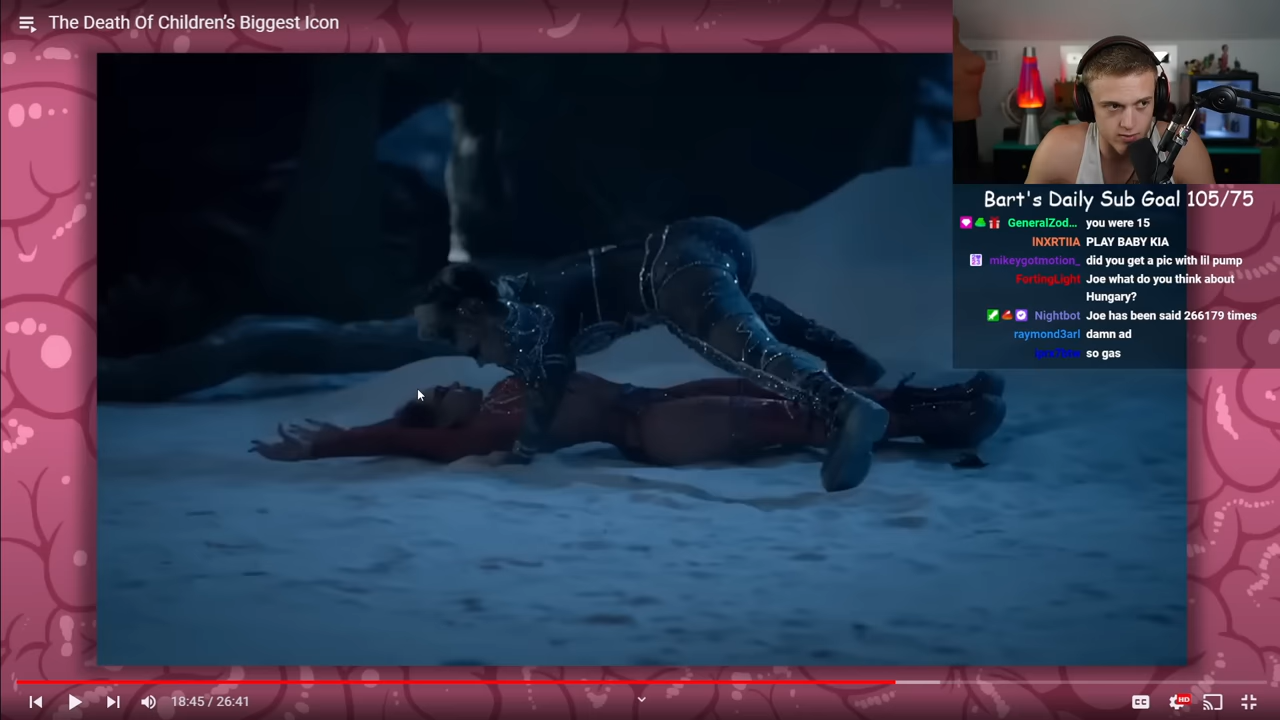 The Death Of Children's Biggest Icon
Bart's Daily Sub Goal 105/75
GeneralZod... you were 15
INXRTIIA PLAY BABY KIA
mikeygotmotion_ did you get a pic with lil pump
FortingLight Joe what do you think about
Hungary?
Nightbot Joe has been said 266179 times
raymond3arl damn ad
so gas
18:45 / 26:41
CC
HD